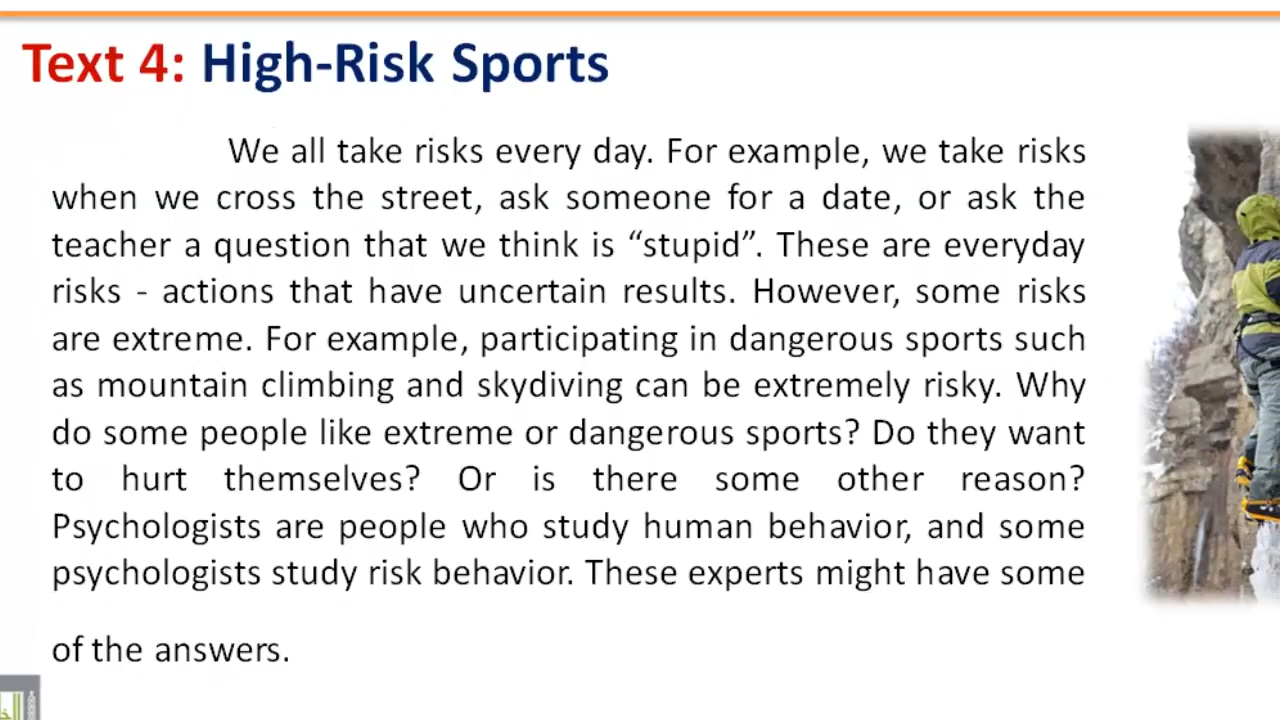 Text 4: High-Risk Sports
We all take risks every day. For example, we take risks
when we cross the street, ask someone for a date, or ask the
teacher a question that we think is “stupid”. These are everyday
risks - actions that have uncertain results. However, some risks
are extreme. For example, participating in dangerous sports such
as mountain climbing and skydiving can be extremely risky. Why
do some people like extreme or dangerous sports? Do they want
to hurt themselves? Or is there some other reason?
Psychologists are people who study human behavior, and some
psychologists study risk behavior. These experts might have some
of the answers.